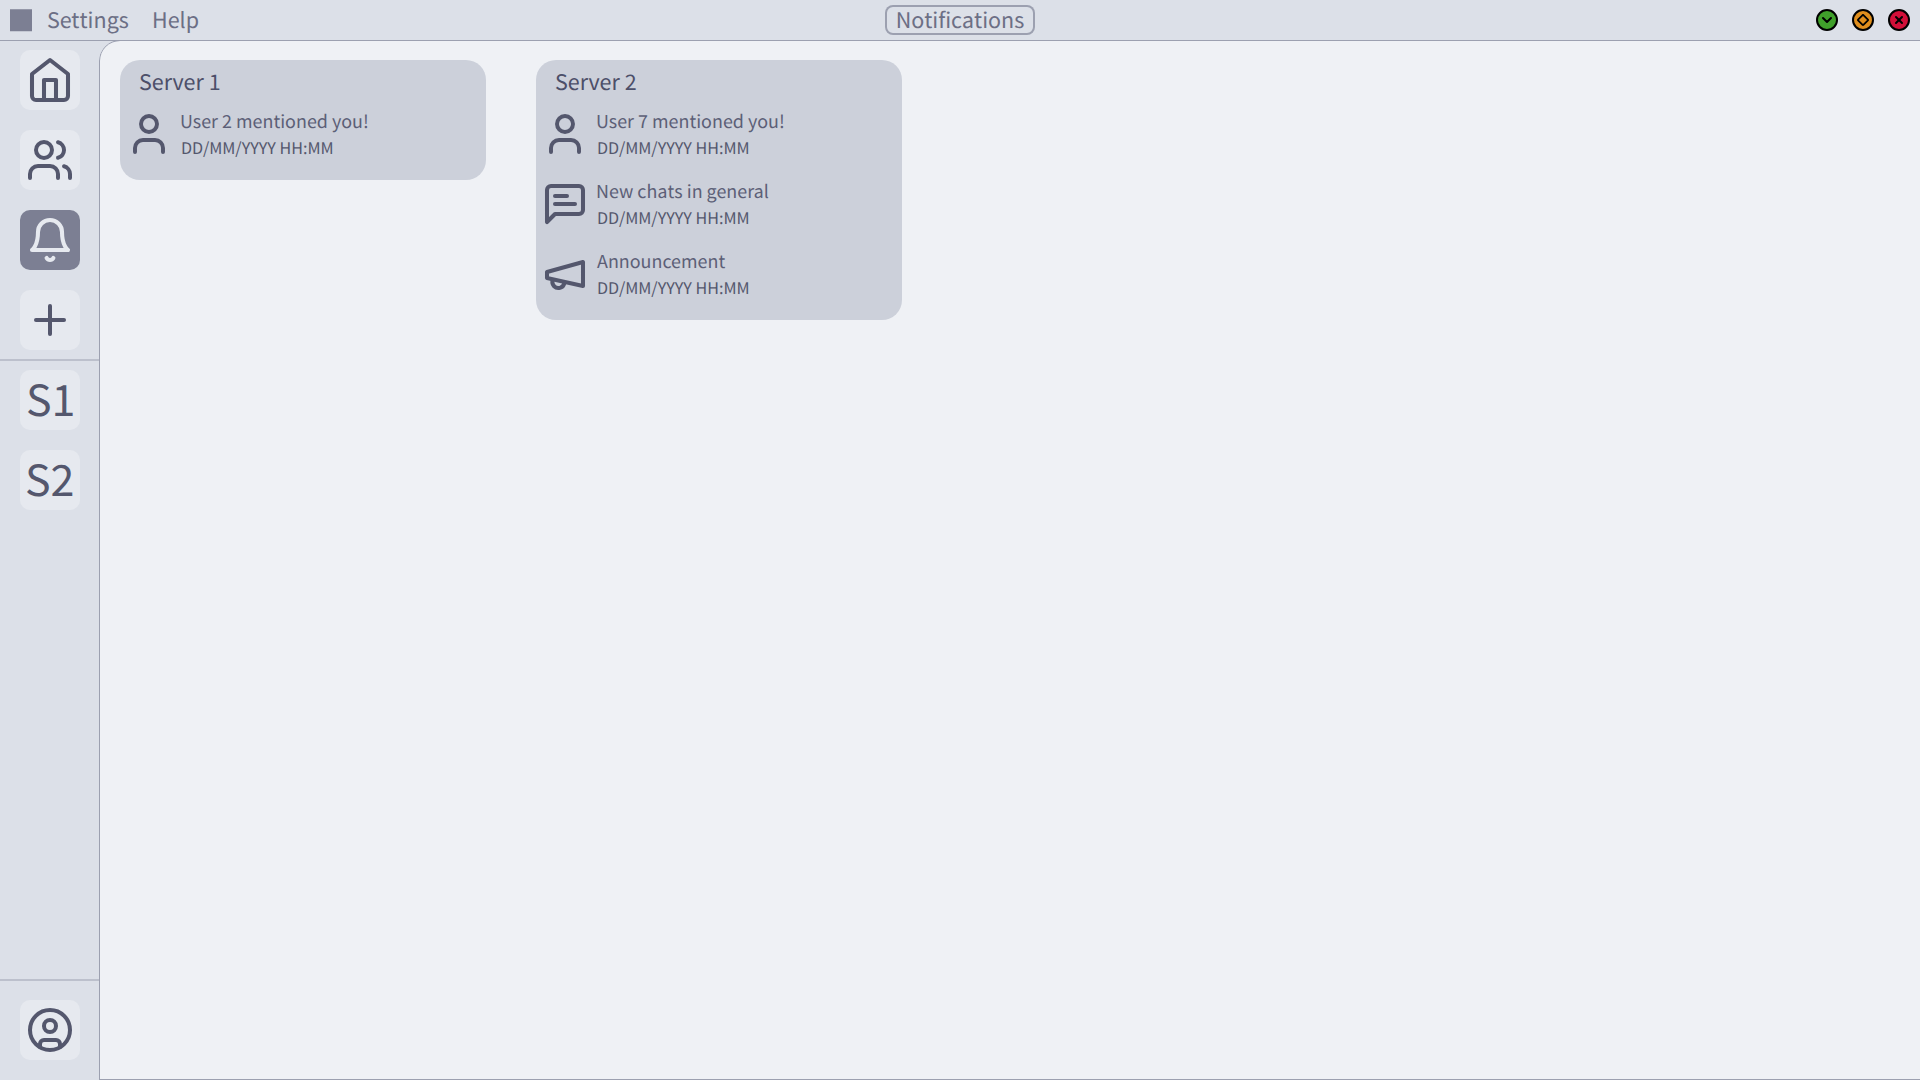 Settings Help
Notifications
Server 1
User 2 mentioned you!
DD/MM/YYYY HH:MM
Server 2
User 7 mentioned you!
DD/MM/YYYY HH:MM
New chats in general
DD/MM/YYYY HH:MM
Announcement
DD/MM/YYYY HH:MM
S1
S2